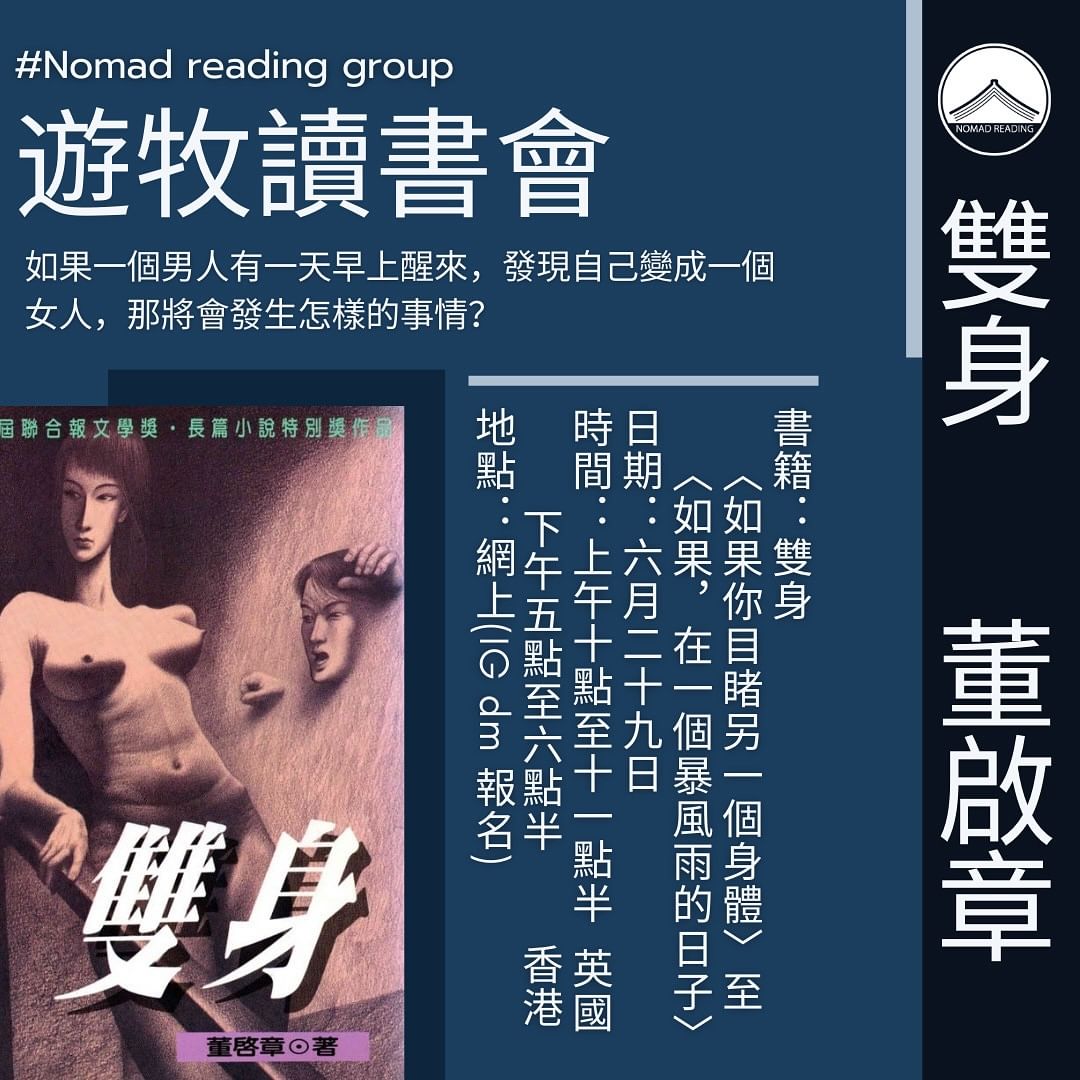 #Nomad reading group
遊牧讀書會
如果一個男人有一天早上醒來，發現自己變成一個
女人，那將會發生怎樣的事情？
NOMAD READING
雙身 董啟章
書籍：雙身
〈如果你目睹另一個身體〉至
〈如果，在一個暴風雨的日子〉
日期：六月二十九日
時間：上午十點至十一點半 英國
下午五點至六點半 香港
地點：網上(IG dm 報名)
屆聯合報文學獎・長篇小說特別獎作品
雙身
董啓章⊙著